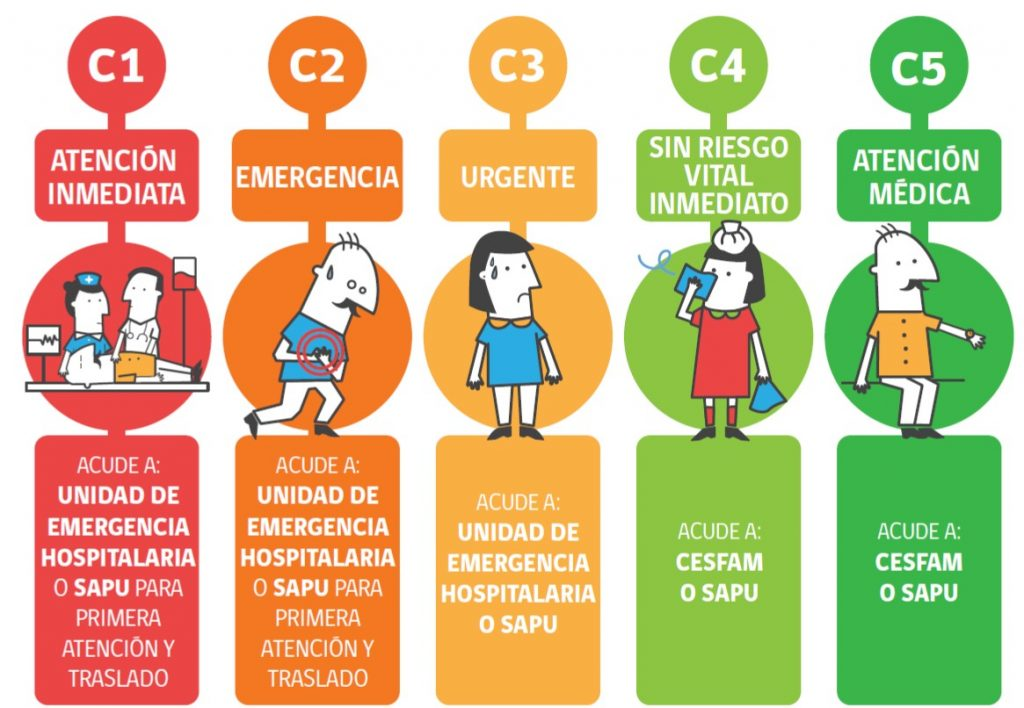 C1
ATENCIÓN
INMEDIATA
ACUDE A:
UNIDAD DE
EMERGENCIA
HOSPITALARIA
O SAPU PARA
PRIMERA
ATENCIÓN Y
TRASLADO
C2
EMERGENCIA
ACUDE A:
UNIDAD DE
EMERGENCIA
HOSPITALARIA
O SAPU PARA
PRIMERA
ATENCIÓN Y
TRASLADO
C3
URGENTE
ACUDE A:
UNIDAD DE
EMERGENCIA
HOSPITALARIA
O SAPU
C4
SIN RIESGO
VITAL
INMEDIATO
ACUDE A:
CESFAM
O SAPU
C5
ATENCIÓN
MÉDICA
ACUDE A:
CESFAM
O SAPU